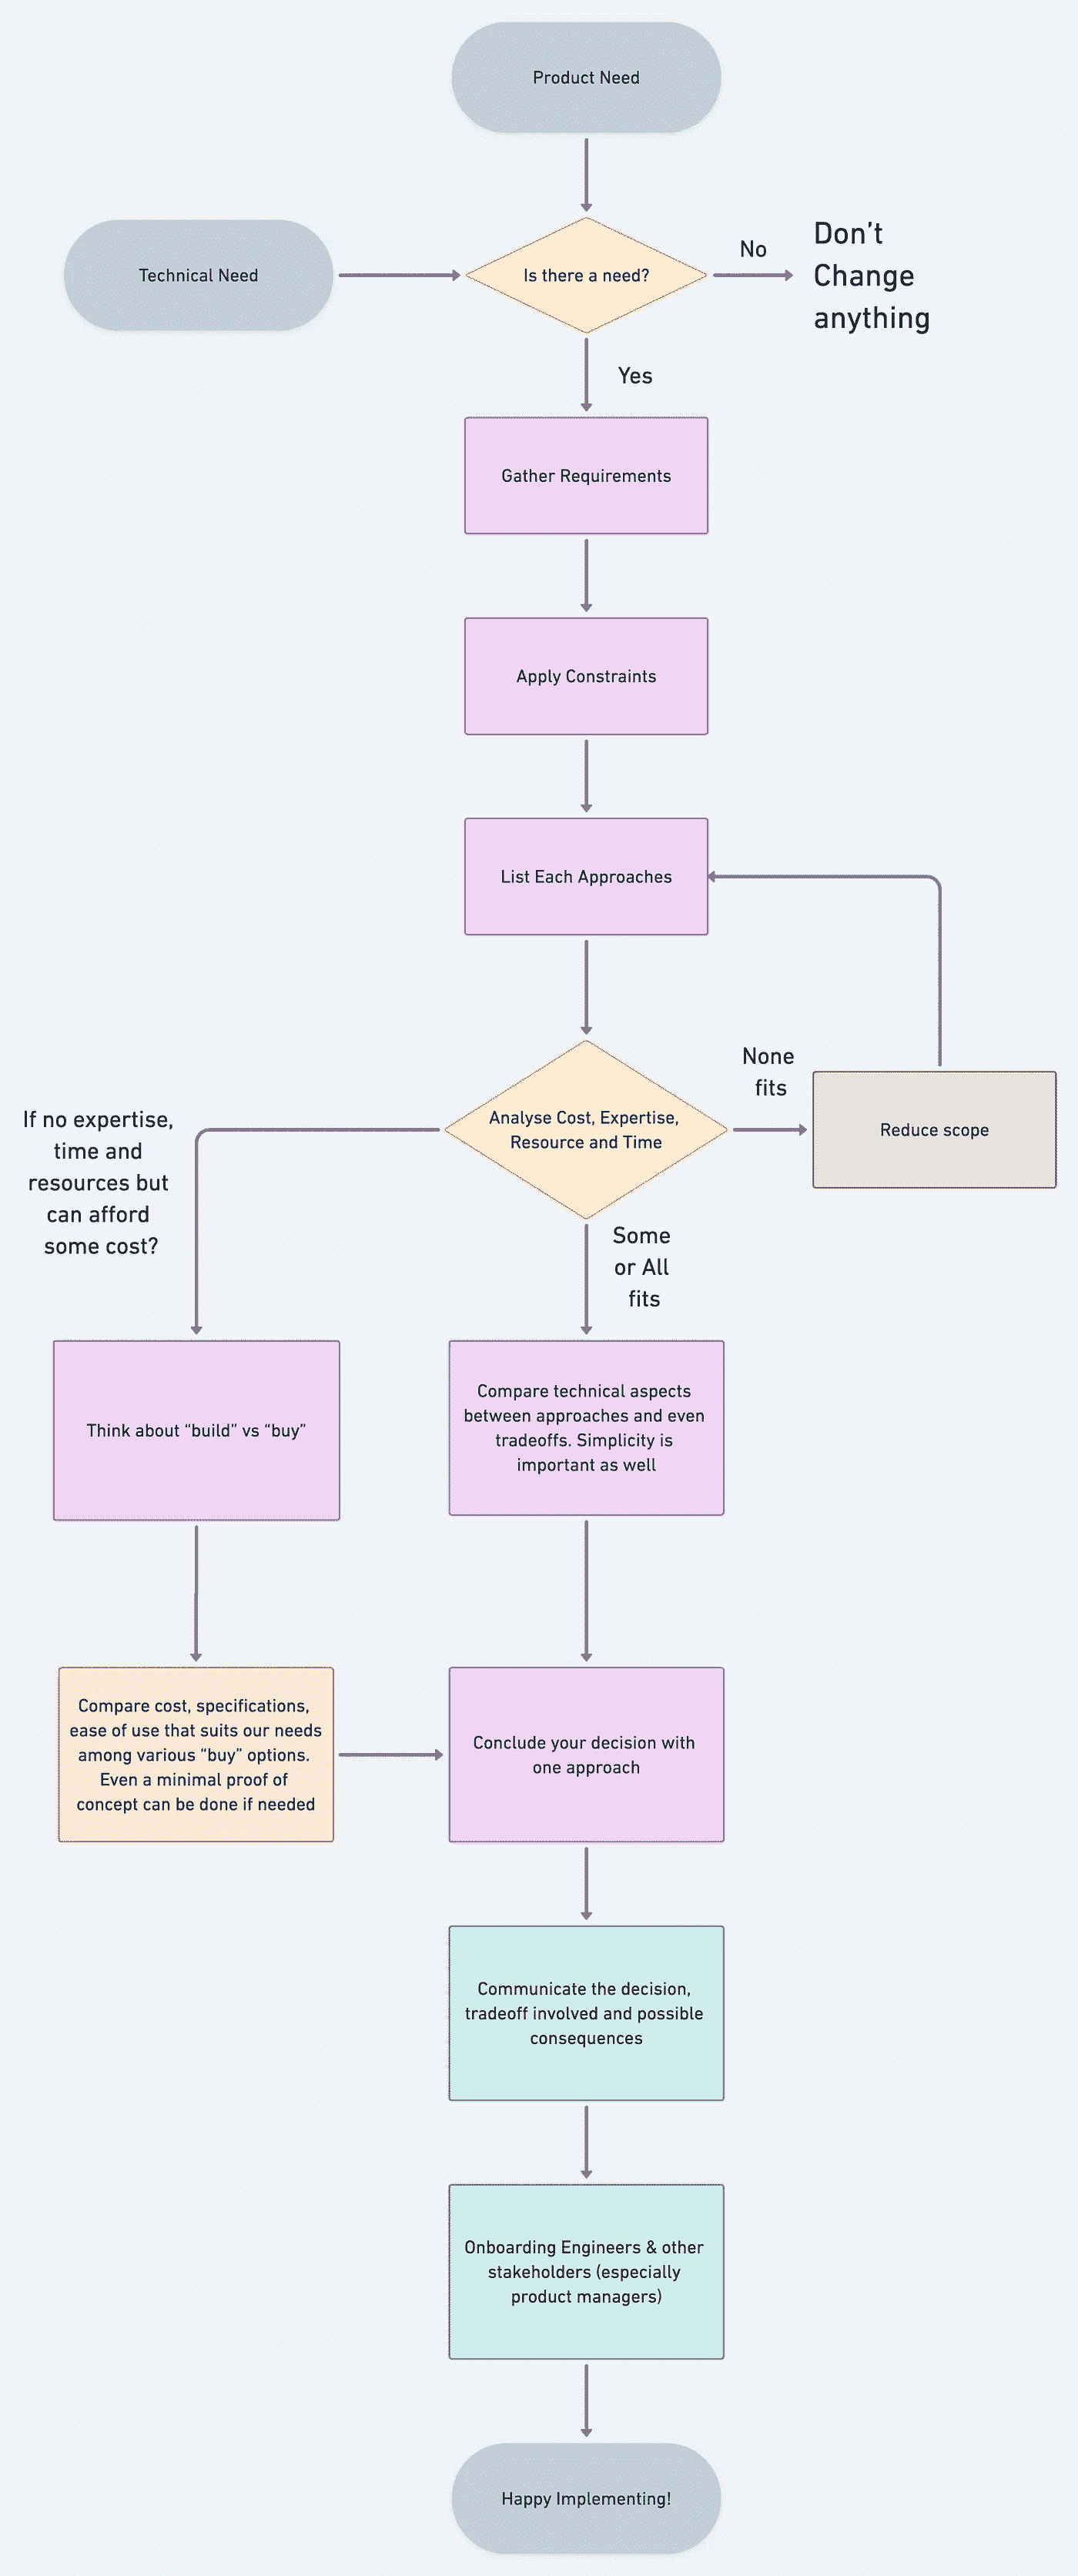 Product Need
Technical Need
Is there a need?
No
Don’t
Change
anything
Yes
Gather Requirements
Apply Constraints
List Each Approaches
None
fits
Analyse Cost, Expertise,
Resource and Time
Reduce scope
If no expertise,
time and
resources but
can afford
some cost?
Some
or All
fits
Think about “build” vs “buy”
Compare technical aspects
between approaches and even
tradeoffs. Simplicity is
important as well
Compare cost, specifications,
ease of use that suits our needs
among various “buy” options.
Even a minimal proof of
concept can be done if needed
Conclude your decision with
one approach
Communicate the decision,
tradeoff involved and possible
consequences
Onboarding Engineers & other
stakeholders (especially
product managers)
Happy Implementing!